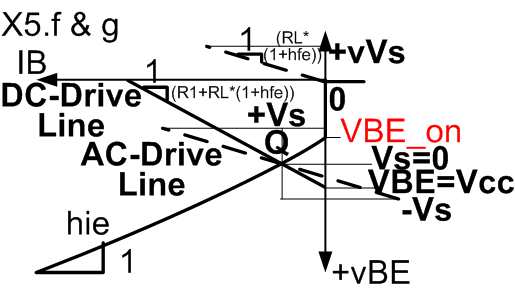 X5.f & g
1
(RL*
(1+hfe))
+vVs
IB
1
(R1+RL*(1+hfe))
0
DC-Drive
Line
+Vs
Q
VBE_on
AC-Drive
Line
Vs=0
VBE=Vcc
-Vs
hie
1
+vBE